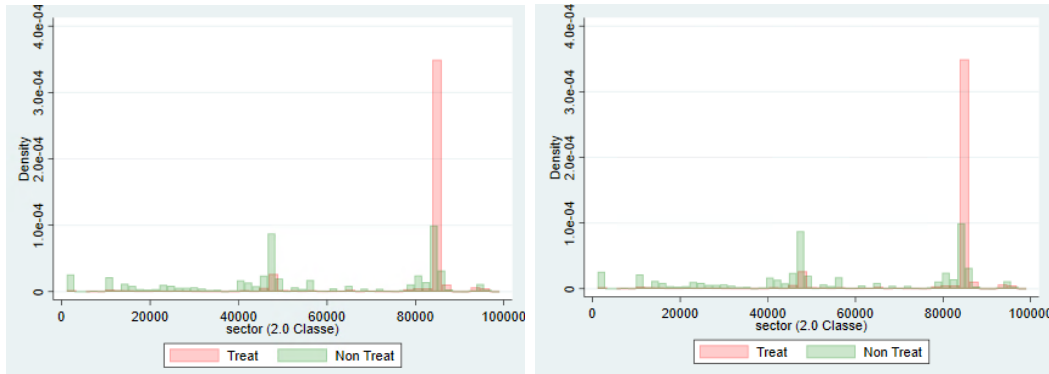 4.0e-04
3.0e-04
2.0e-04
1.0e-04
0
Density
0 20000 40000 60000 80000 100000
sector (2.0 Classe)
Treat Non Treat
4.0e-04
3.0e-04
2.0e-04
1.0e-04
0
Density
0 20000 40000 60000 80000 100000
sector (2.0 Classe)
Treat Non Treat